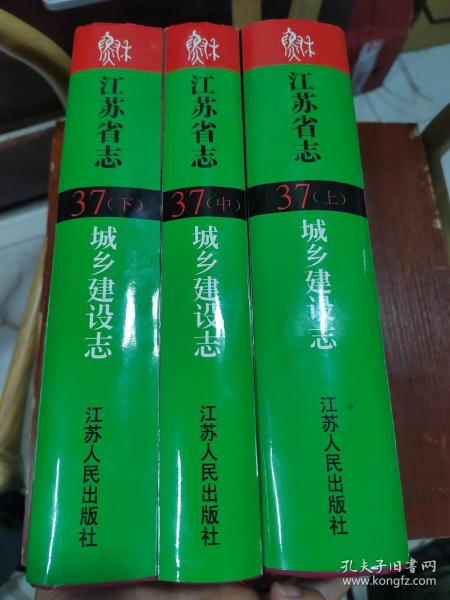 江苏省志
37(下)
城乡建设志
江苏人民出版社
江苏省志
37(中)
城乡建设志
江苏人民出版社
江苏省志
37(上)
城乡建设志
江苏人民出版社
孔夫子旧书网
www.kongfz.com